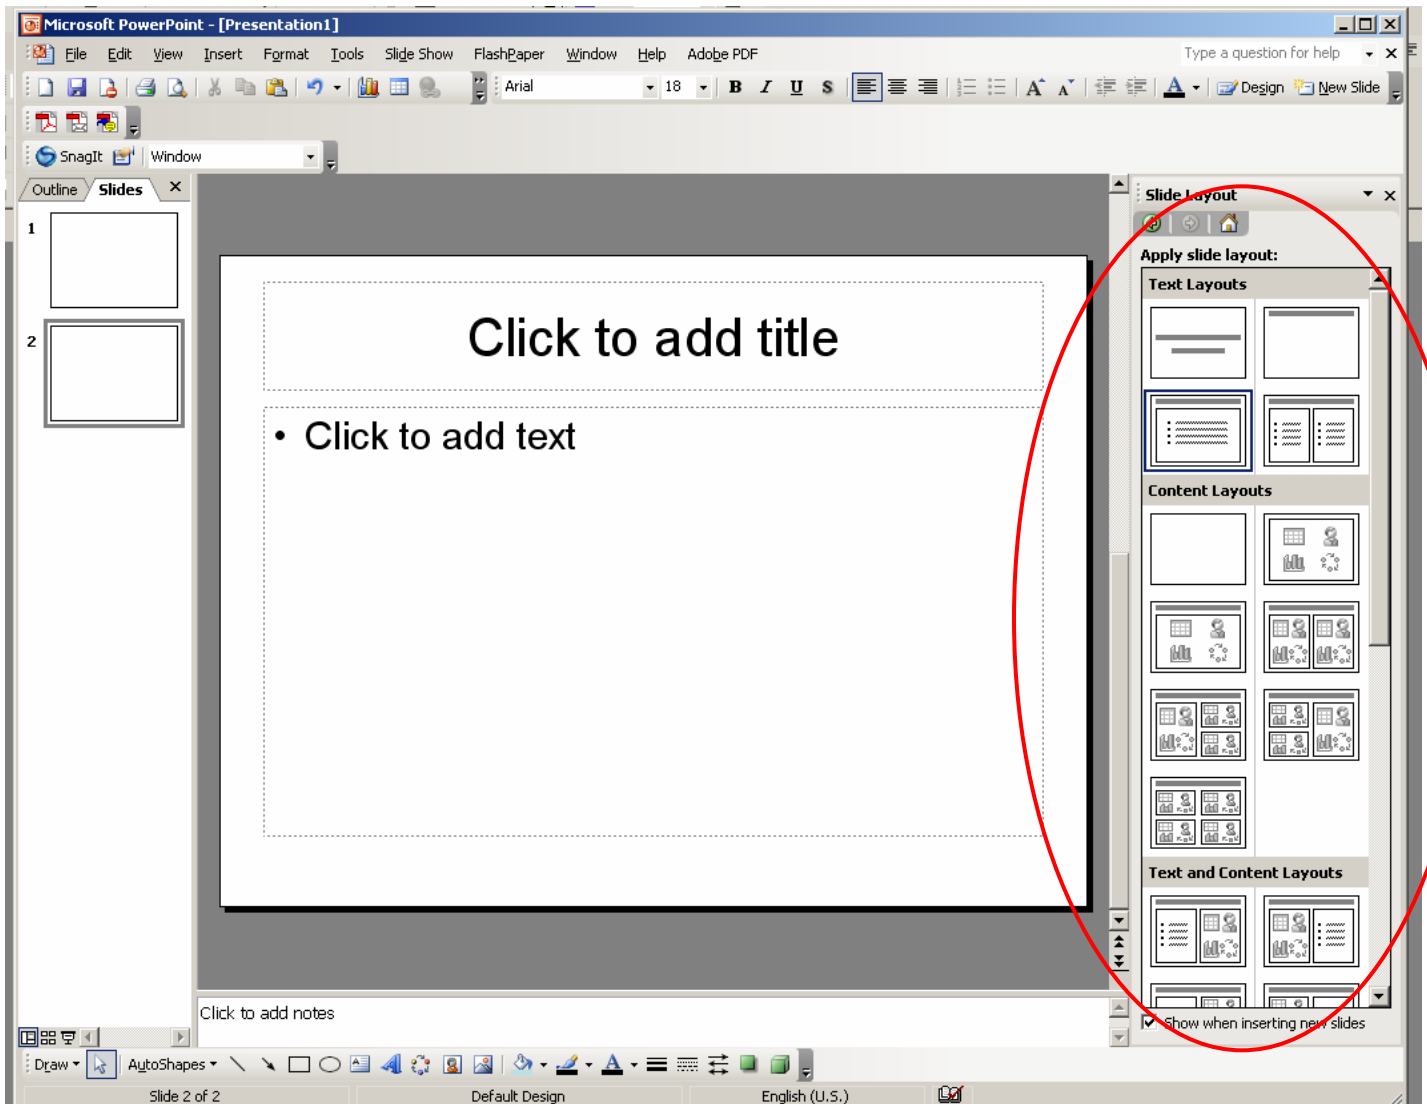 Microsoft PowerPoint - [Presentation1]
File Edit View Insert Format Tools Slide Show FlashPaper Window Help Adobe PDF Type a question for help
Arial 18 B I U S A A A Design New Slide
SnagIt Window
Outline Slides
Slide Layout
1
Apply slide layout:
Text Layouts
Click to add title
2
• Click to add text
Content Layouts
Text and Content Layouts
Click to add notes
Show when inserting new slides
Draw AutoShapes A A
Slide 2 of 2 Default Design English (U.S.)